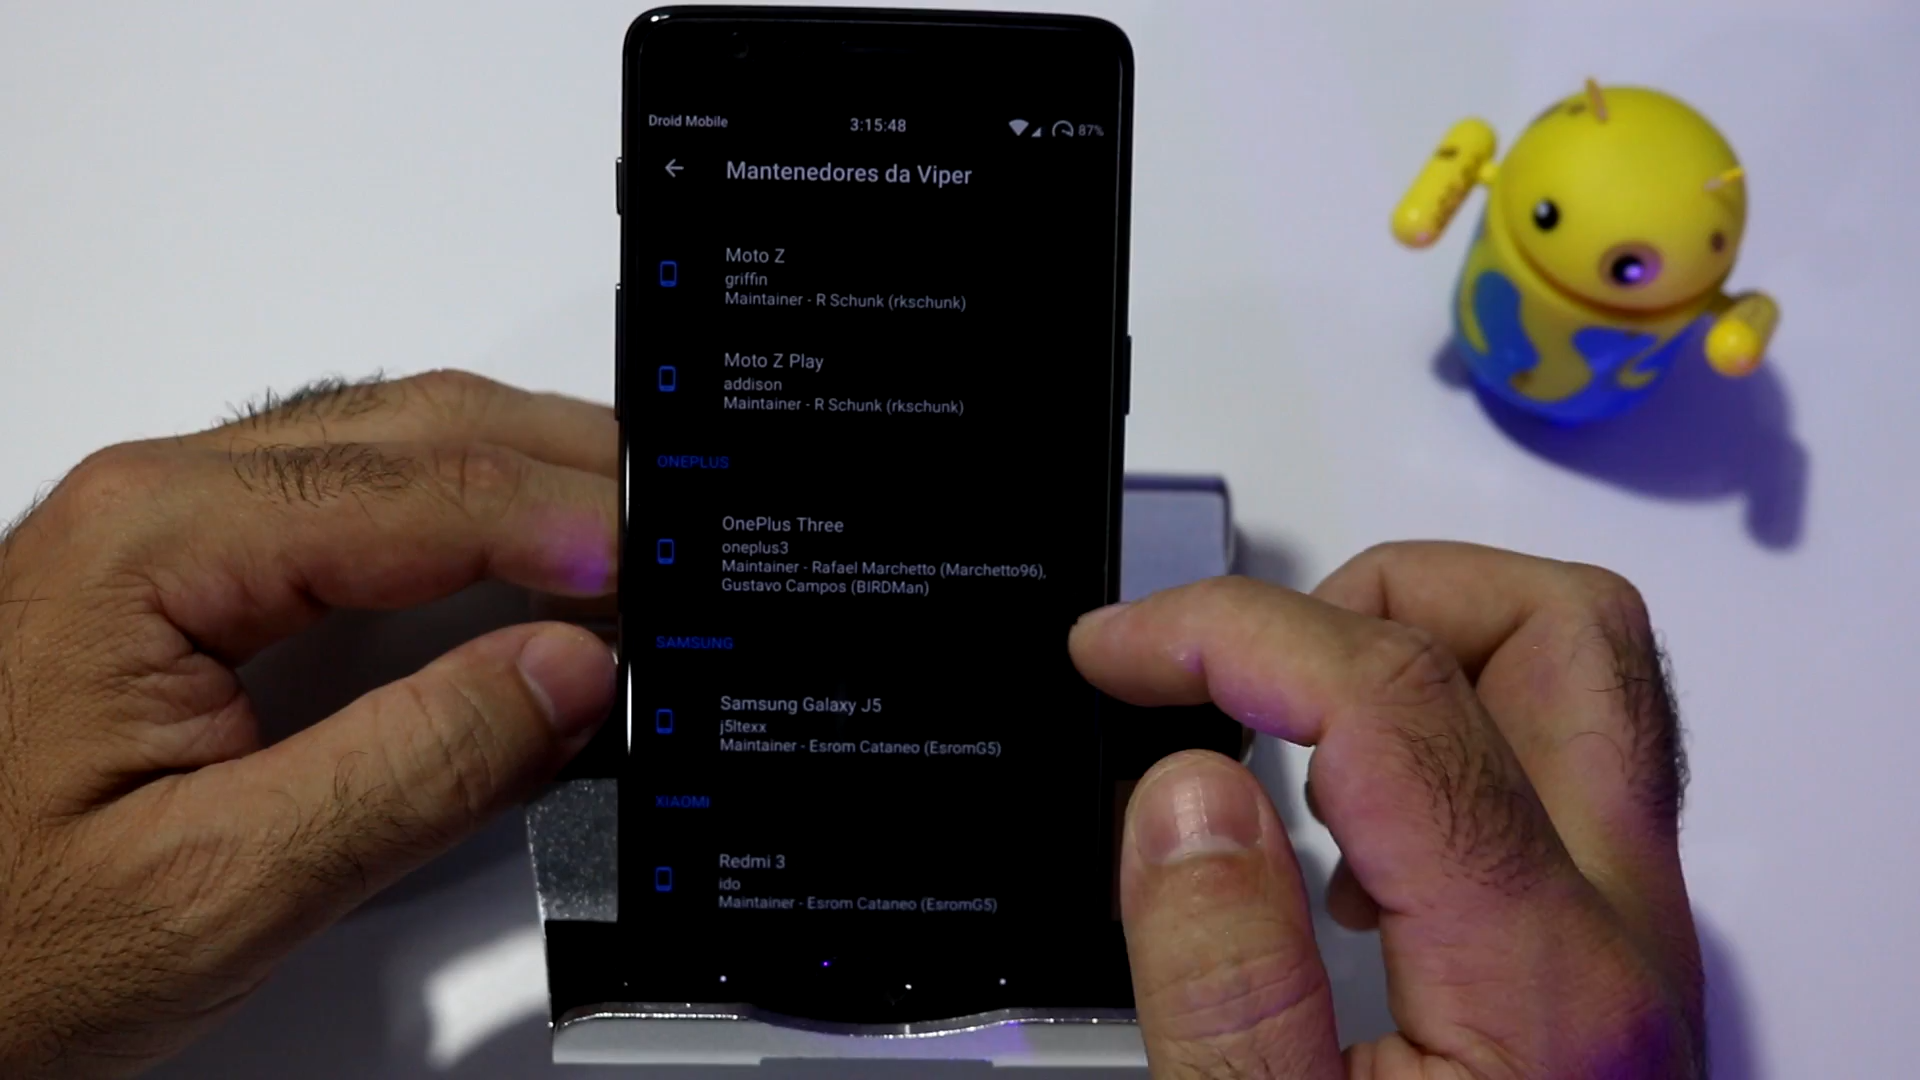 Droid Mobile
3:15:48
87%
Mantenedores da Viper
Moto Z
griffin
Maintainer - R Schunk (rkschunk)
Moto Z Play
addison
Maintainer - R Schunk (rkschunk)
ONEPLUS
OnePlus Three
oneplus3
Maintainer - Rafael Marchetto (Marchetto96),
Gustavo Campos (BIRDMan)
SAMSUNG
Samsung Galaxy J5
j5ltexx
Maintainer - Esrom Cataneo (EsromG5)
XIAOMI
Redmi 3
ido
Maintainer - Esrom Cataneo (EsromG5)